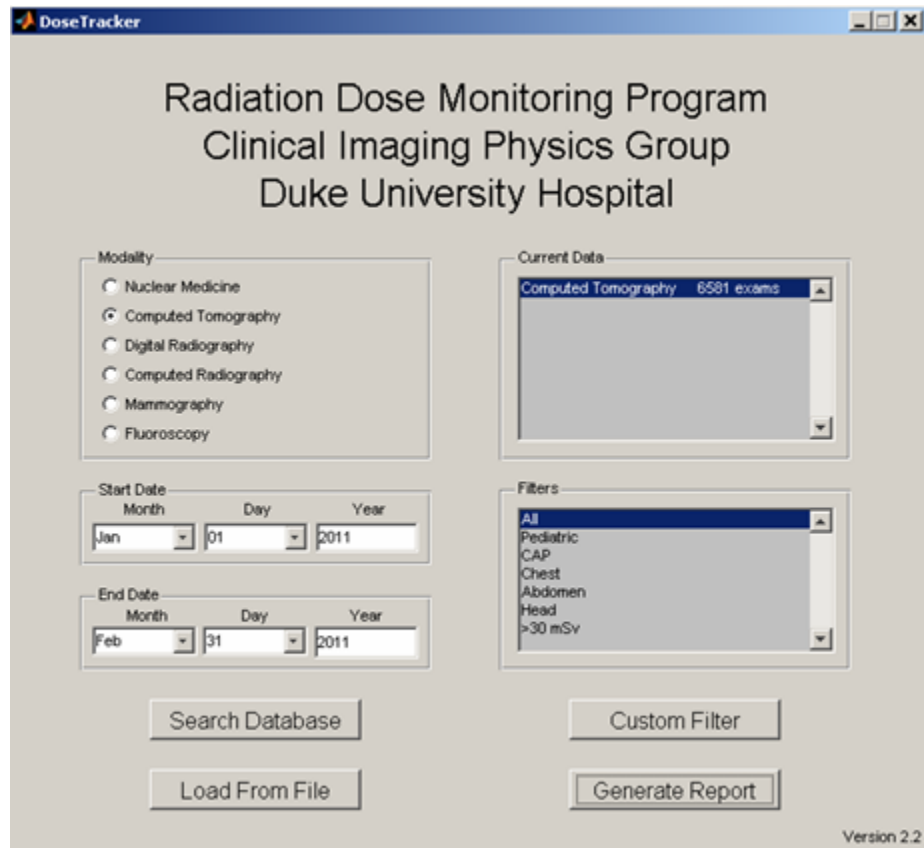 DoseTracker
Radiation Dose Monitoring Program
Clinical Imaging Physics Group
Duke University Hospital
Modality
Nuclear Medicine
Computed Tomography
Digital Radiography
Computed Radiography
Mammography
Fluoroscopy
Current Data
Computed Tomography 6581 exams
Start Date
Month Day Year
Jan 01 2011
End Date
Month Day Year
Feb 31 2011
Filters
All
Pediatric
CAP
Chest
Abdomen
Head
>30 mSv
Search Database
Custom Filter
Load From File
Generate Report
Version 2.2